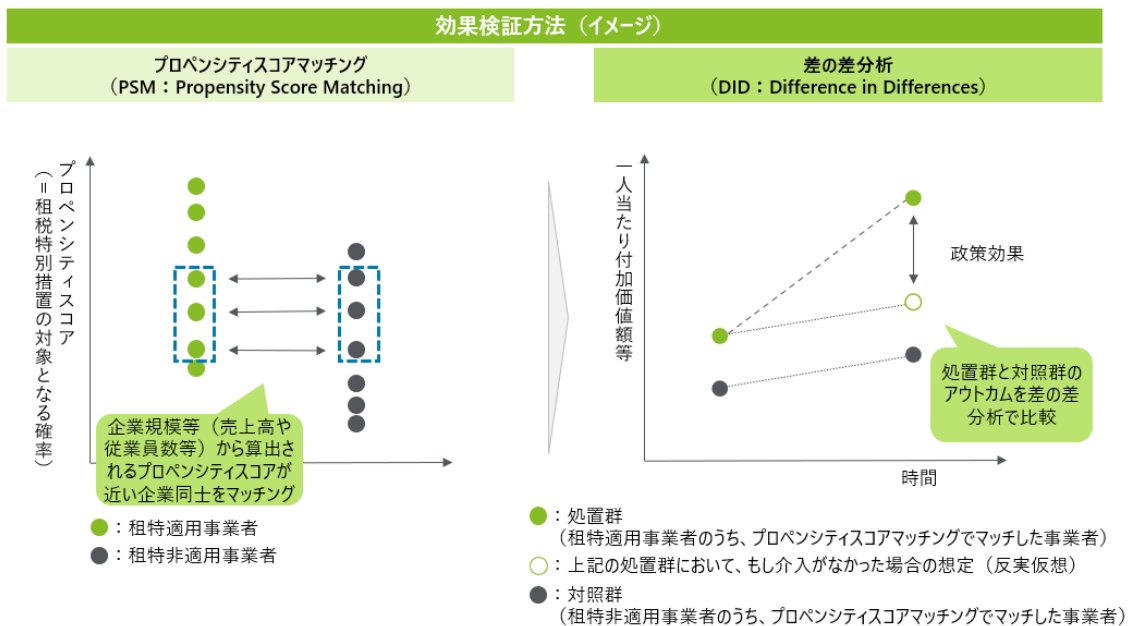 効果検証方法（イメージ）
プロペンシティスコアマッチング
（PSM：Propensity Score Matching）
プロペンシティスコア
（＝租税特別措置の対象となる確率）
企業規模等（売上高や
従業員数等）から算出さ
れるプロペンシティスコアが
近い企業同士をマッチング
：租特適用事業者
：租特非適用事業者
差の差分析
（DID：Difference in Differences）
一人当たり付加価値額等
政策効果
処置群と対照群の
アウトカムを差の差
分析で比較
時間
：処置群
（租特適用事業者のうち、プロペンシティスコアマッチングでマッチした事業者）
：上記の処置群において、もし介入がなかった場合の想定（反実仮想）
：対照群
（租特非適用事業者のうち、プロペンシティスコアマッチングでマッチした事業者）